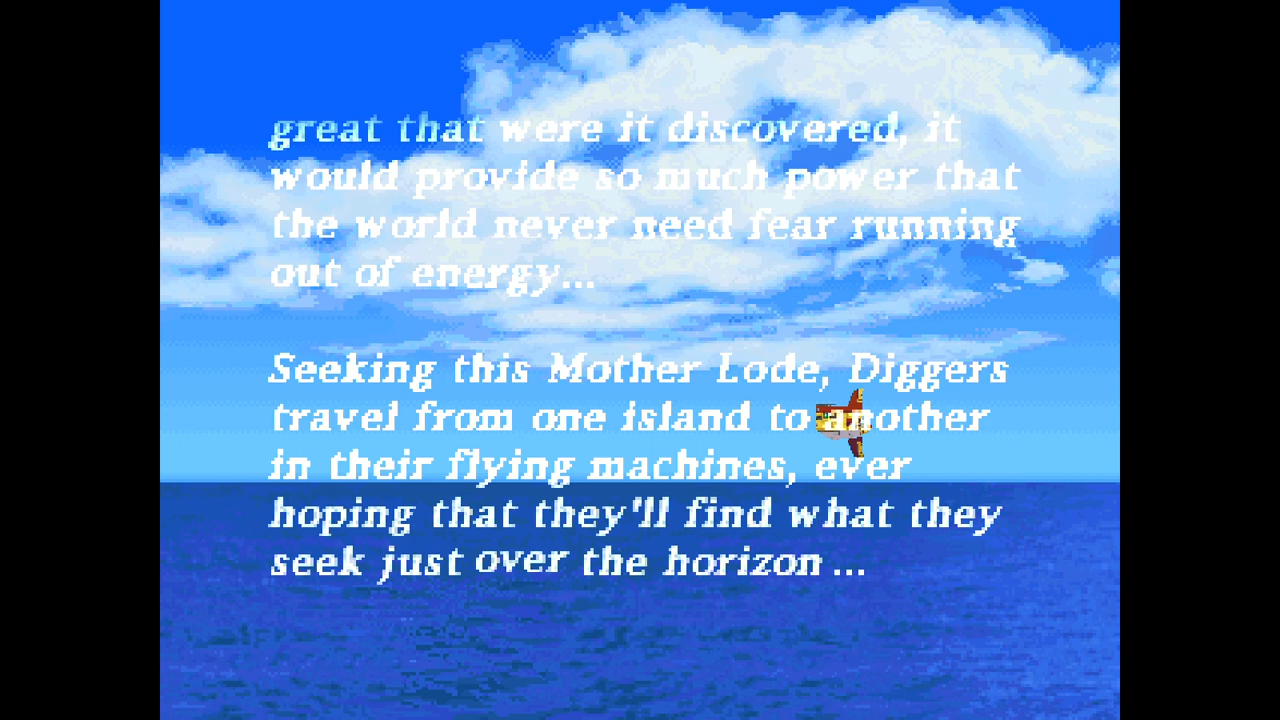 great that were it discovered, it
would provide so much power that
the world never need fear running
out of energy...
Seeking this Mother Lode, Diggers
travel from one island to another
in their flying machines, ever
hoping that they'll find what they
seek just over the horizon ...